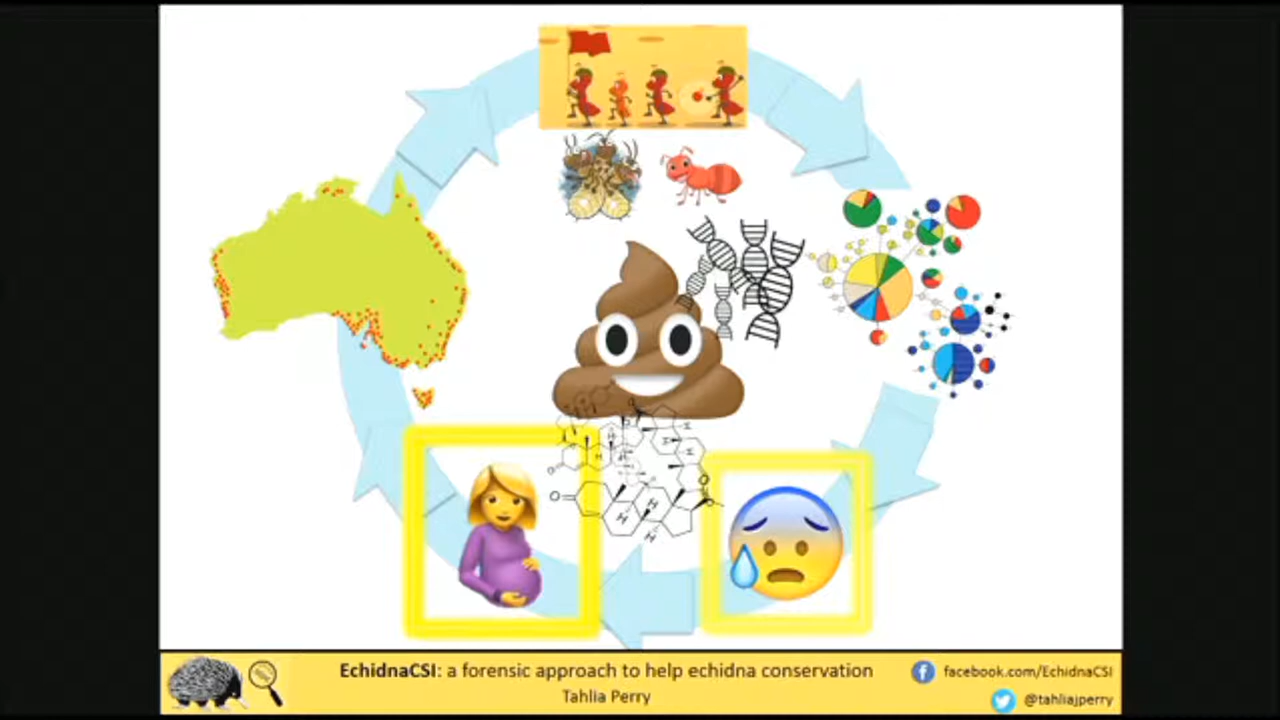 EchidnaCSI: a forensic approach to help echidna conservation
Tahlia Perry
facebook.com/EchidnaCSI
@tahliajperry